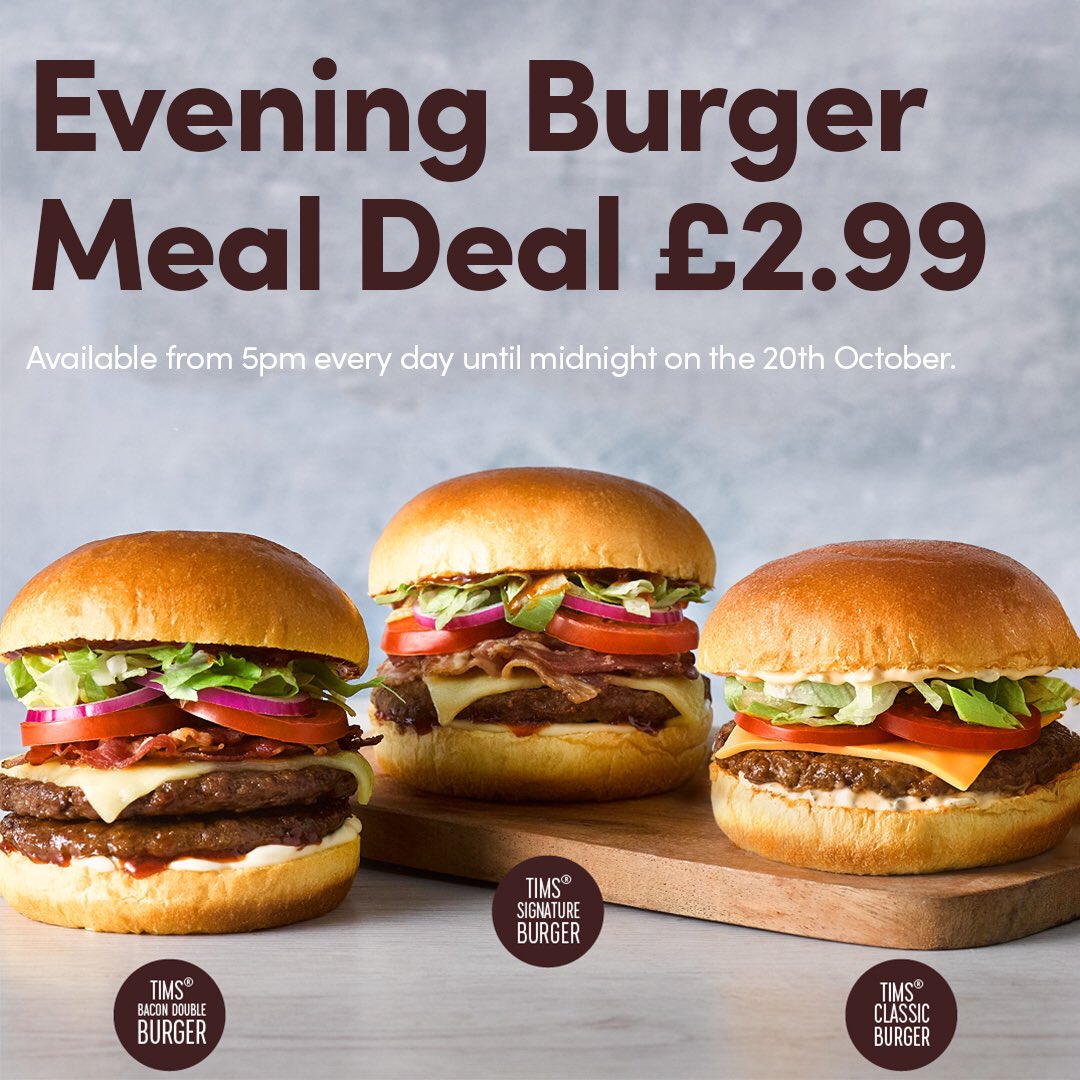 Evening Burger
Meal Deal £2.99
Available from 5pm every day until midnight on the 20th October.
TIMS®
SIGNATURE
BURGER
TIMS®
BACON DOUBLE
BURGER
TIMS®
CLASSIC
BURGER